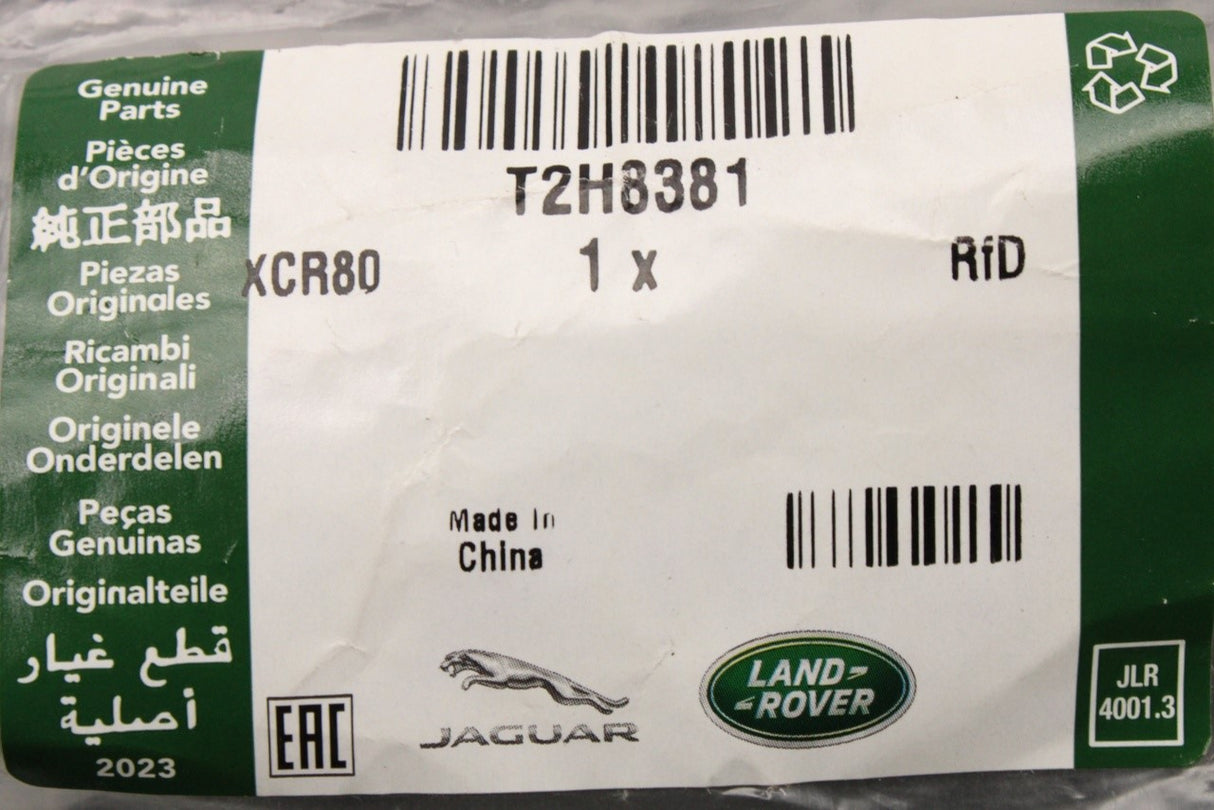 Genuine
Parts
Pièces
d'Origine
純正部品
Piezas
Originales
Ricambi
Originali
Originele
Onderdelen
Peças
Genuinas
Originalteile
قطع غيار
أصلية
2023
T2H8381
XCR80 1 x RfD
Made In
China
EAC
JAGUAR
LAND
ROVER
JLR
4001.3